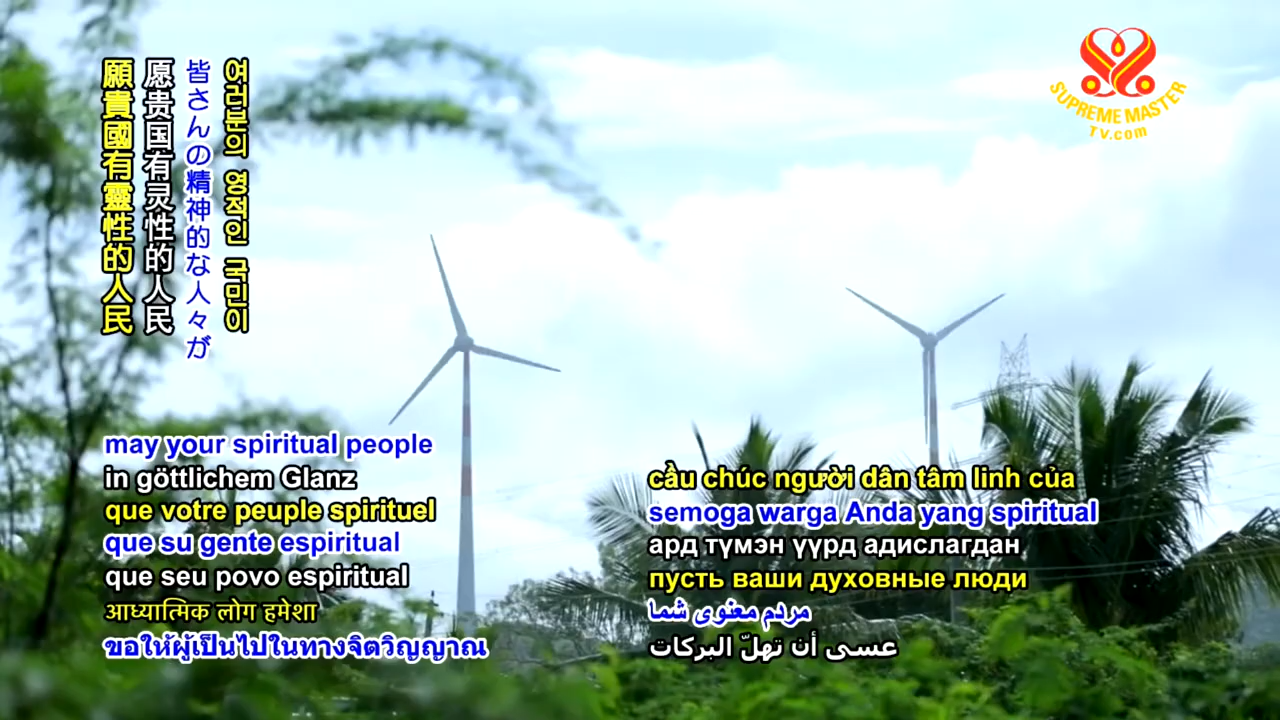 願貴國有靈性的人民
愿贵国有灵性的人民
皆さんの精神的な人々が
여러분의 영적인 국민이
SUPREME MASTER
TV.com
may your spiritual people
in göttlichem Glanz
que votre peuple spirituel
que su gente espiritual
que seu povo espiritual
आध्यात्मिक लोग हमेशा
ขอให้ผู้เป็นไปในทางจิตวิญญาณ
cầu chúc người dân tâm linh của
semoga warga Anda yang spiritual
ард түмэн үүрд адислагдан
пусть ваши духовные люди
مردم معنوی شما
عسى أن تهلّ البركات